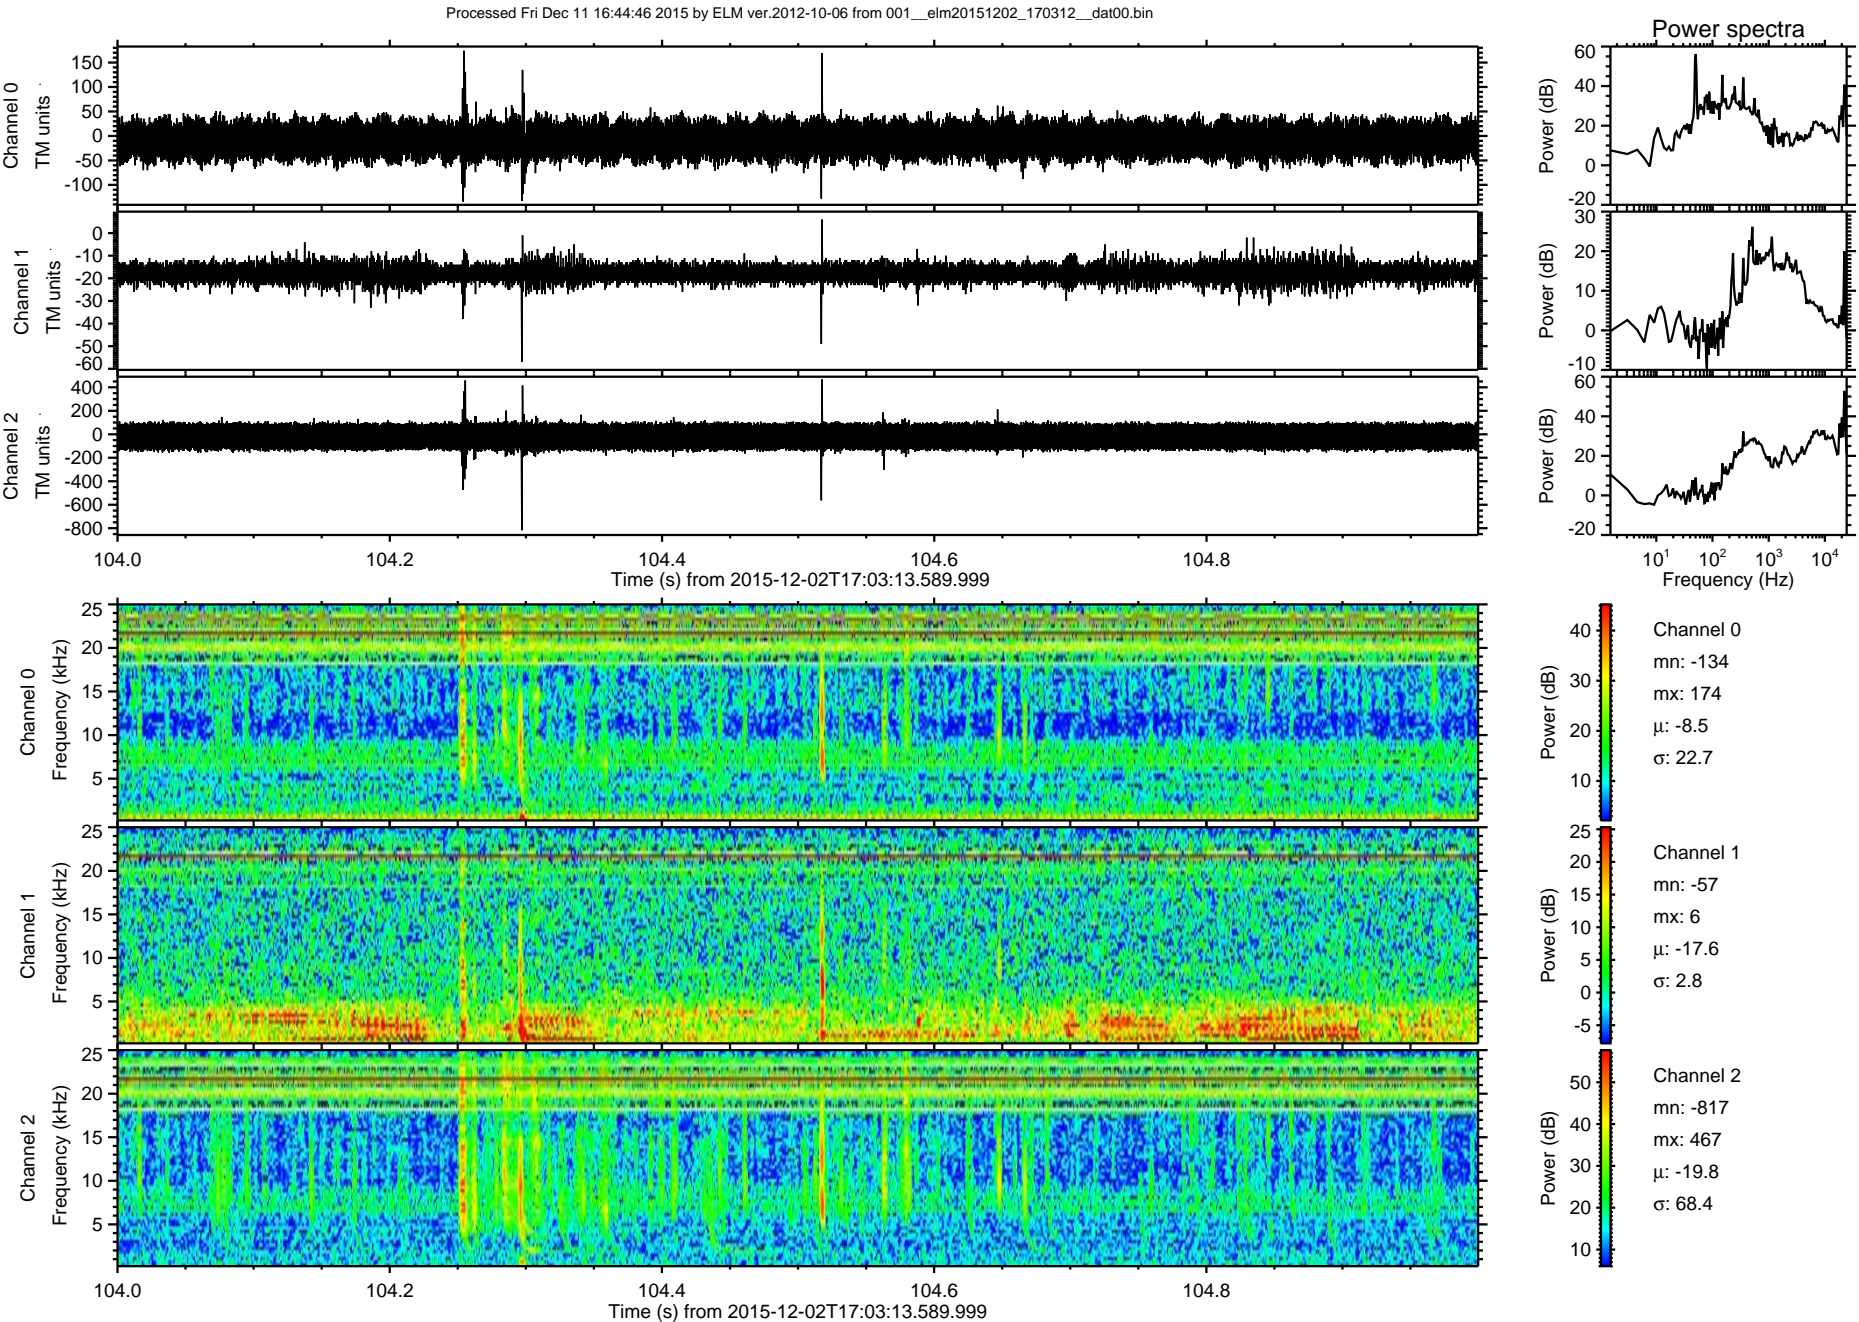 Processed Fri Dec 11 16:44:46 2015 by ELM ver.2012-10-06 from 001__elm20151202_170312__dat00.bin
Power spectra
Channel 0
TM units
150
100
50
0
-50
-100
Power (dB)
60
40
20
0
-20
Channel 1
TM units
0
-10
-20
-30
-40
-50
-60
Power (dB)
30
20
10
0
-10
Channel 2
TM units
400
200
0
-200
-400
-600
-800
Power (dB)
60
40
20
0
-20
104.0 104.2 104.4 104.6 104.8
Time (s) from 2015-12-02T17:03:13.589.999
10¹ 10² 10³ 10⁴
Frequency (Hz)
Channel 0
Frequency (kHz)
25
20
15
10
5
Power (dB)
40
30
20
10
Channel 0
mn: -134
mx: 174
μ: -8.5
σ: 22.7
Channel 1
Frequency (kHz)
25
20
15
10
5
Power (dB)
25
20
15
10
5
0
-5
Channel 1
mn: -57
mx: 6
μ: -17.6
σ: 2.8
Channel 2
Frequency (kHz)
25
20
15
10
5
Power (dB)
50
40
30
20
10
Channel 2
mn: -817
mx: 467
μ: -19.8
σ: 68.4
104.0 104.2 104.4 104.6 104.8
Time (s) from 2015-12-02T17:03:13.589.999